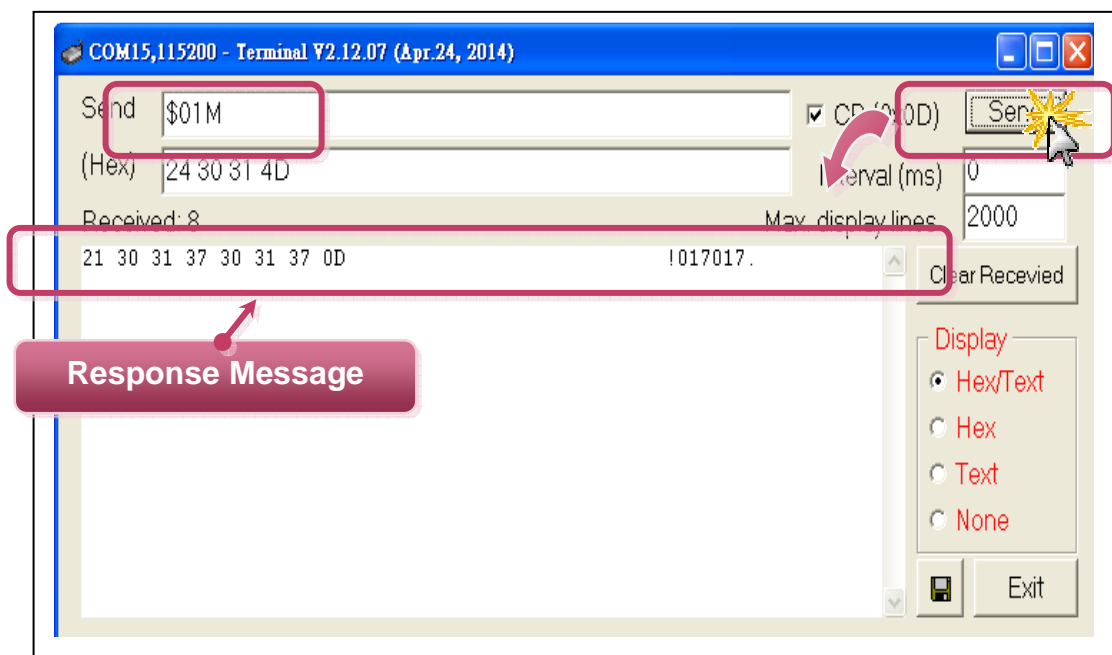 COM15,115200 - Terminal V2.12.07 (Apr.24, 2014)
Send $01M 0D) Sen
(Hex) 24 30 31 4D (ms) 0
Received: 8 Max. display lines 2000
21 30 31 37 30 31 37 0D !017017.
Clear Recevied
Response Message
Display
Hex/Text
Hex
Text
None
Exit